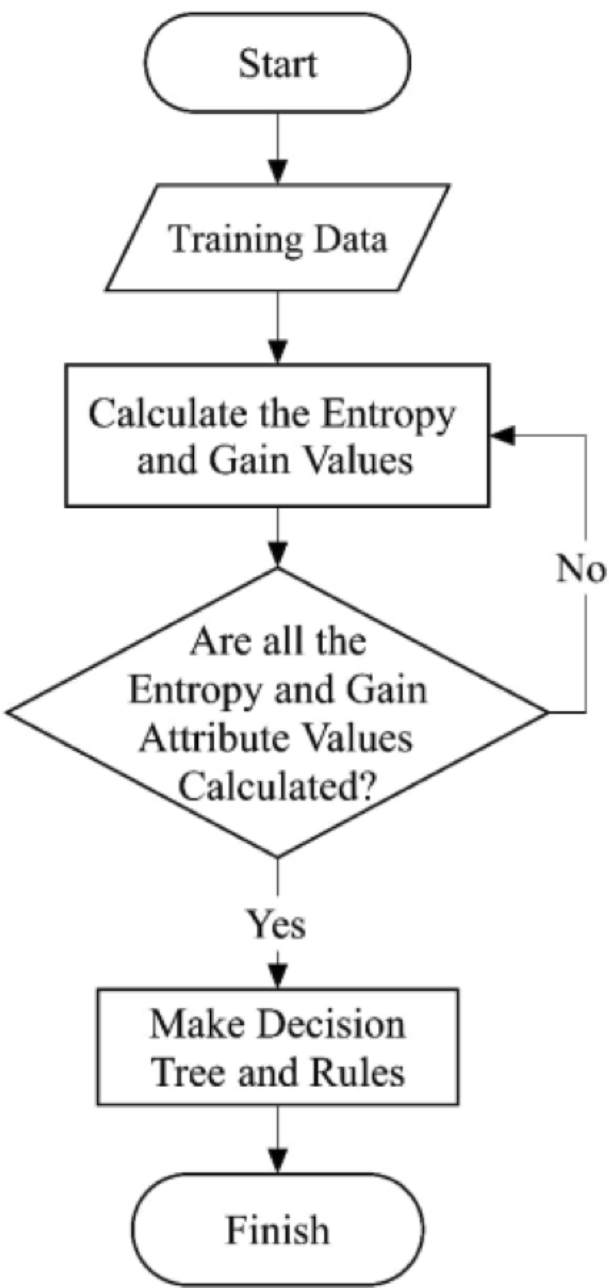 Start
Training Data
Calculate the Entropy
and Gain Values
No
Are all the
Entropy and Gain
Attribute Values
Calculated?
Yes
Make Decision
Tree and Rules
Finish